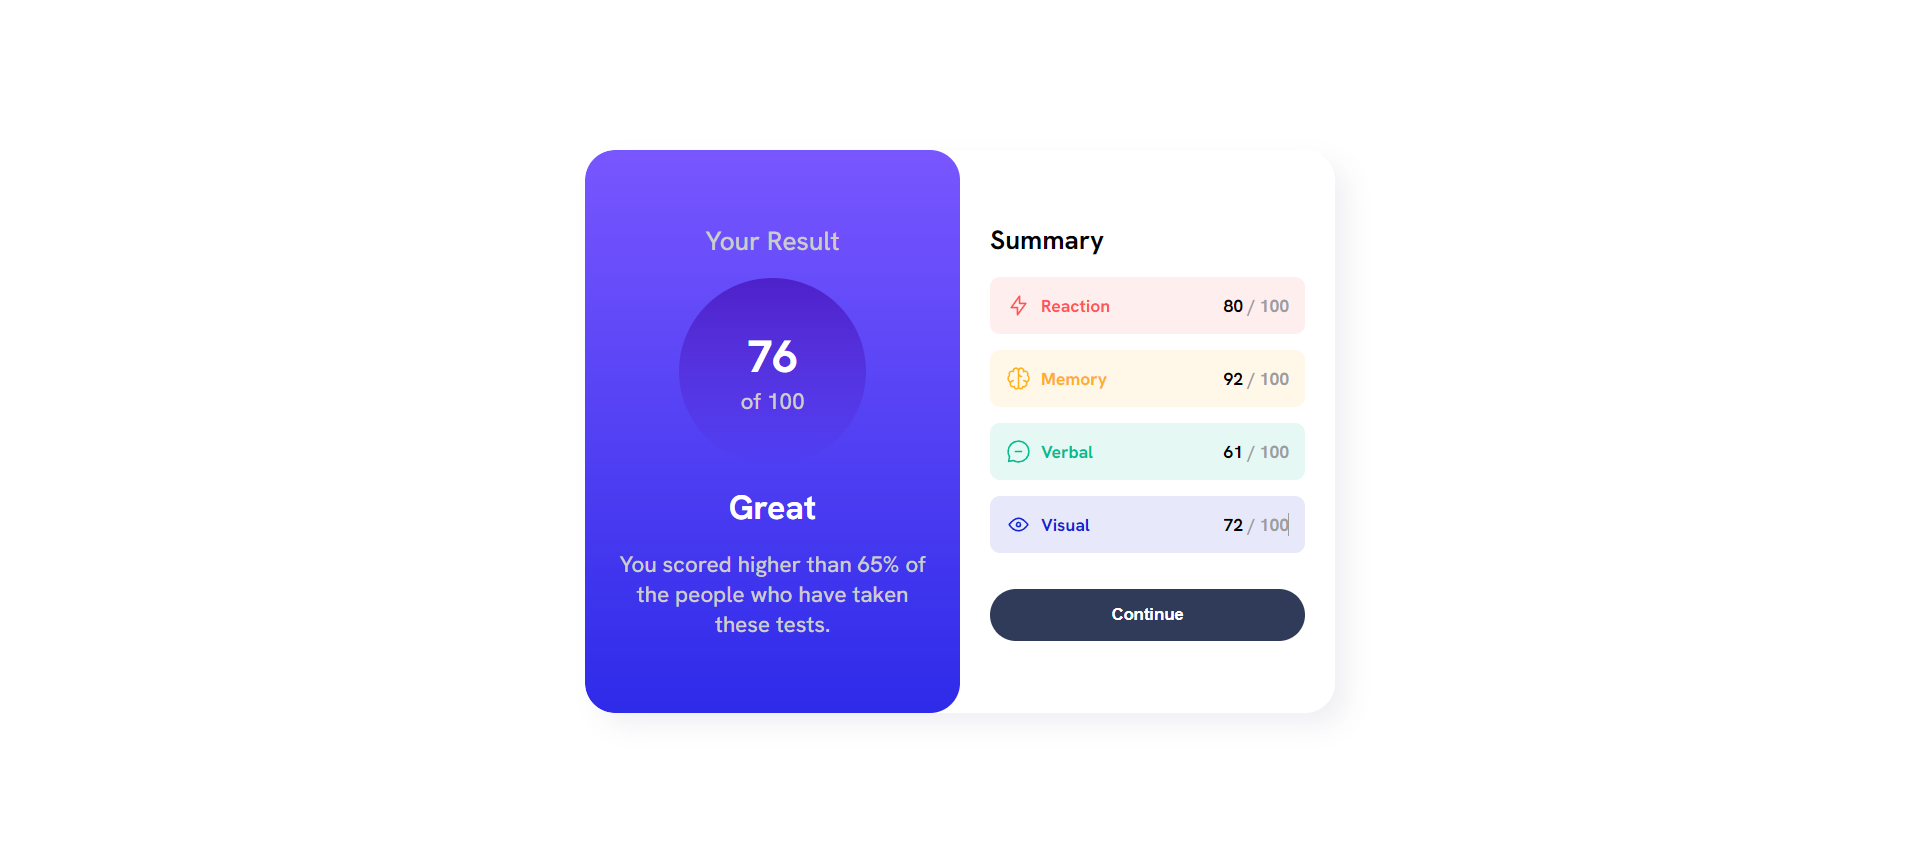 Your Result
76
of 100
Great
You scored higher than 65% of
the people who have taken
these tests.
Summary
Reaction 80 / 100
Memory 92 / 100
Verbal 61 / 100
Visual 72 / 100
Continue